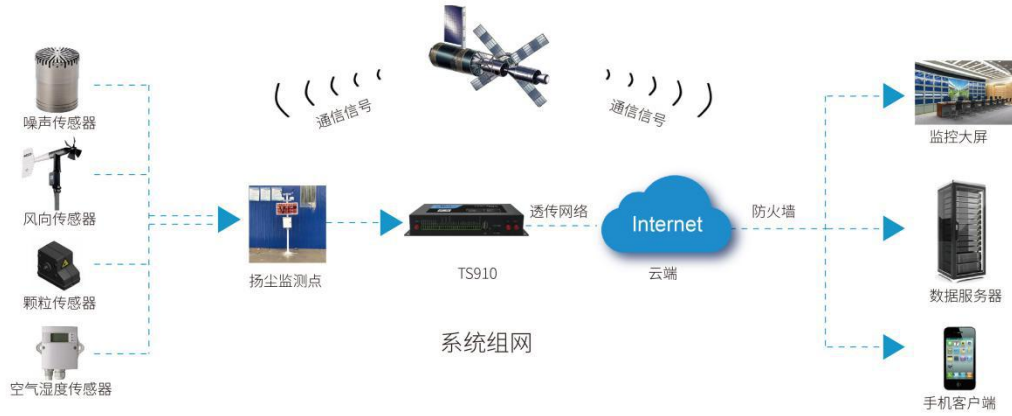 噪声传感器
风向传感器
颗粒传感器
空气湿度传感器
通信信号
通信信号
扬尘监测点
TS910
透传网络
Internet
云端
防火墙
监控大屏
数据服务器
手机客户端
系统组网